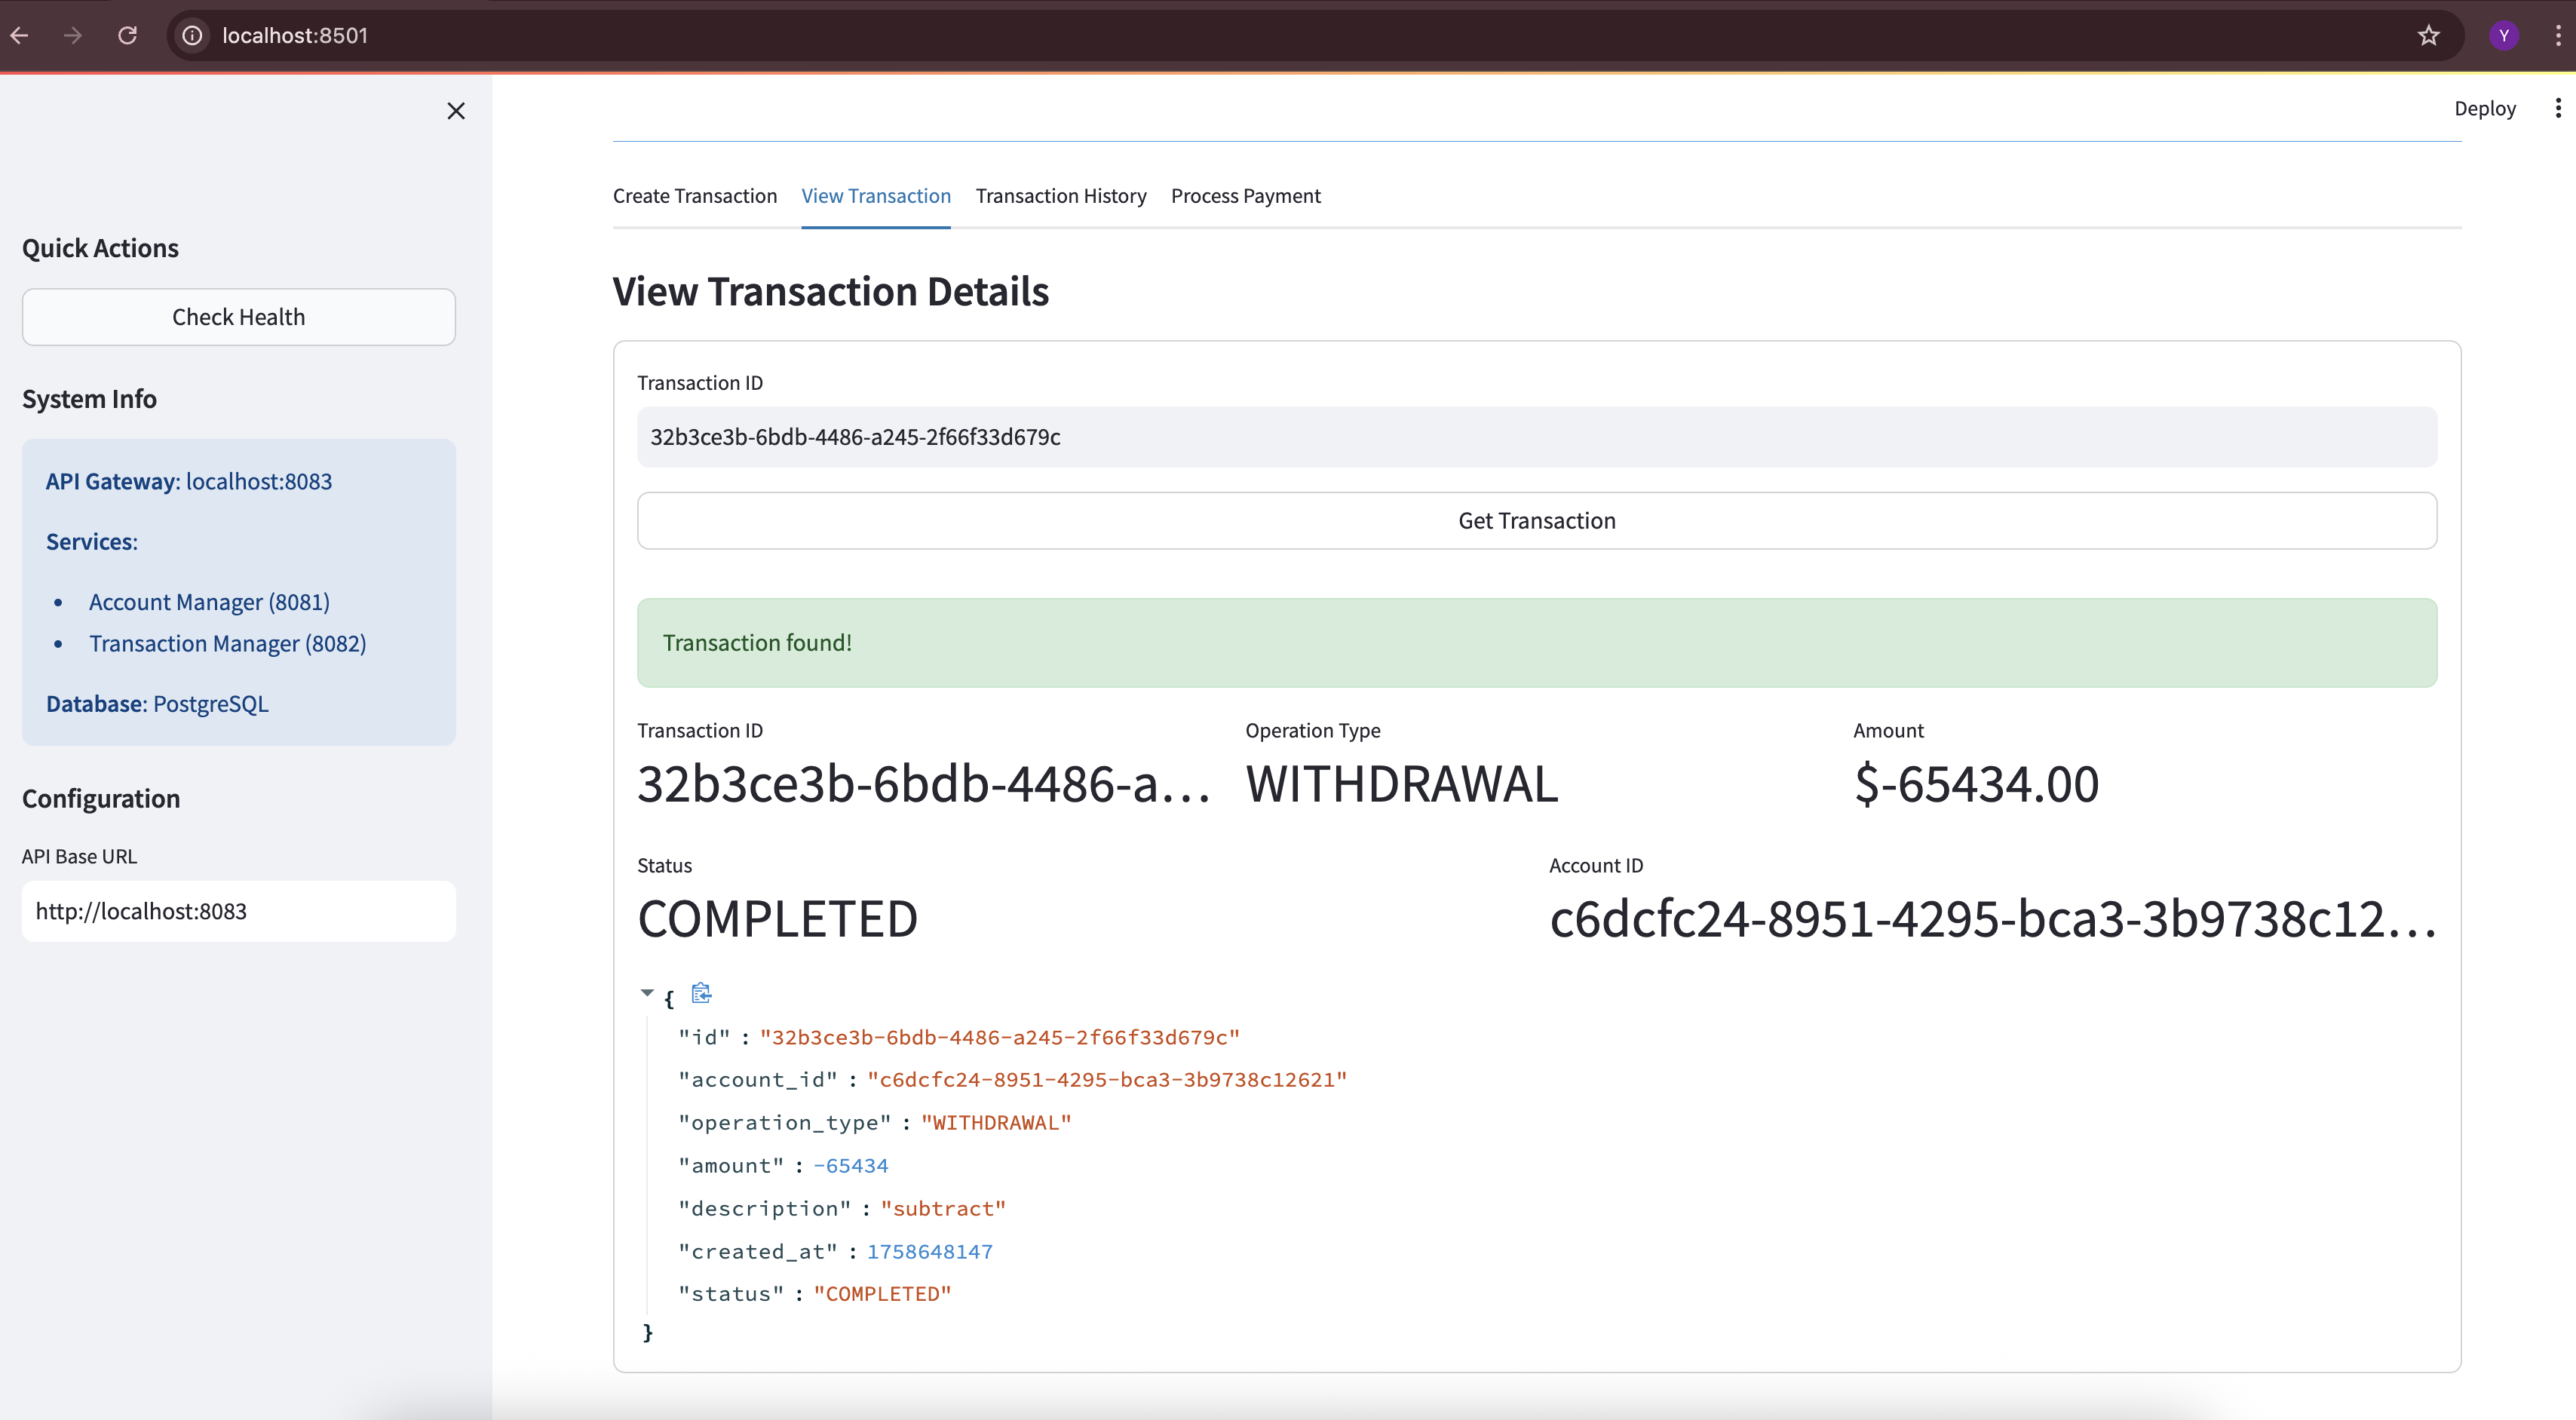 localhost:8501
Y
Deploy
Quick Actions
Check Health
System Info
API Gateway: localhost:8083
Services:
• Account Manager (8081)
• Transaction Manager (8082)
Database: PostgreSQL
Configuration
API Base URL
http://localhost:8083
Create Transaction View Transaction Transaction History Process Payment
View Transaction Details
Transaction ID
32b3ce3b-6bdb-4486-a245-2f66f33d679c
Get Transaction
Transaction found!
Transaction ID Operation Type Amount
32b3ce3b-6bdb-4486-a... WITHDRAWAL $-65434.00
Status Account ID
COMPLETED c6dcfc24-8951-4295-bca3-3b9738c12...
{
"id" : "32b3ce3b-6bdb-4486-a245-2f66f33d679c"
"account_id" : "c6dcfc24-8951-4295-bca3-3b9738c12621"
"operation_type" : "WITHDRAWAL"
"amount" : -65434
"description" : "subtract"
"created_at" : 1758648147
"status" : "COMPLETED"
}